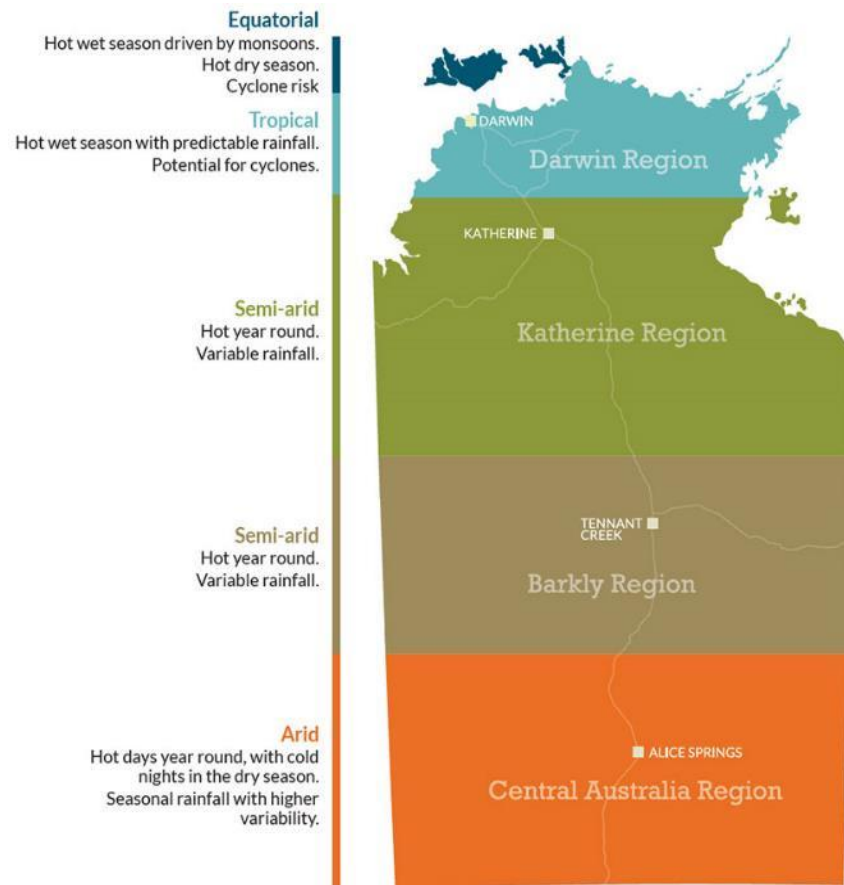 Equatorial
Hot wet season driven by monsoons.
Hot dry season.
Cyclone risk
Tropical
Hot wet season with predictable rainfall.
Potential for cyclones.
DARWIN
Darwin Region
KATHERINE
Semi-arid
Hot year round.
Variable rainfall.
Katherine Region
Semi-arid
Hot year round.
Variable rainfall.
TENNANT
CREEK
Barkly Region
Arid
Hot days year round, with cold
nights in the dry season.
Seasonal rainfall with higher
variability.
ALICE SPRINGS
Central Australia Region